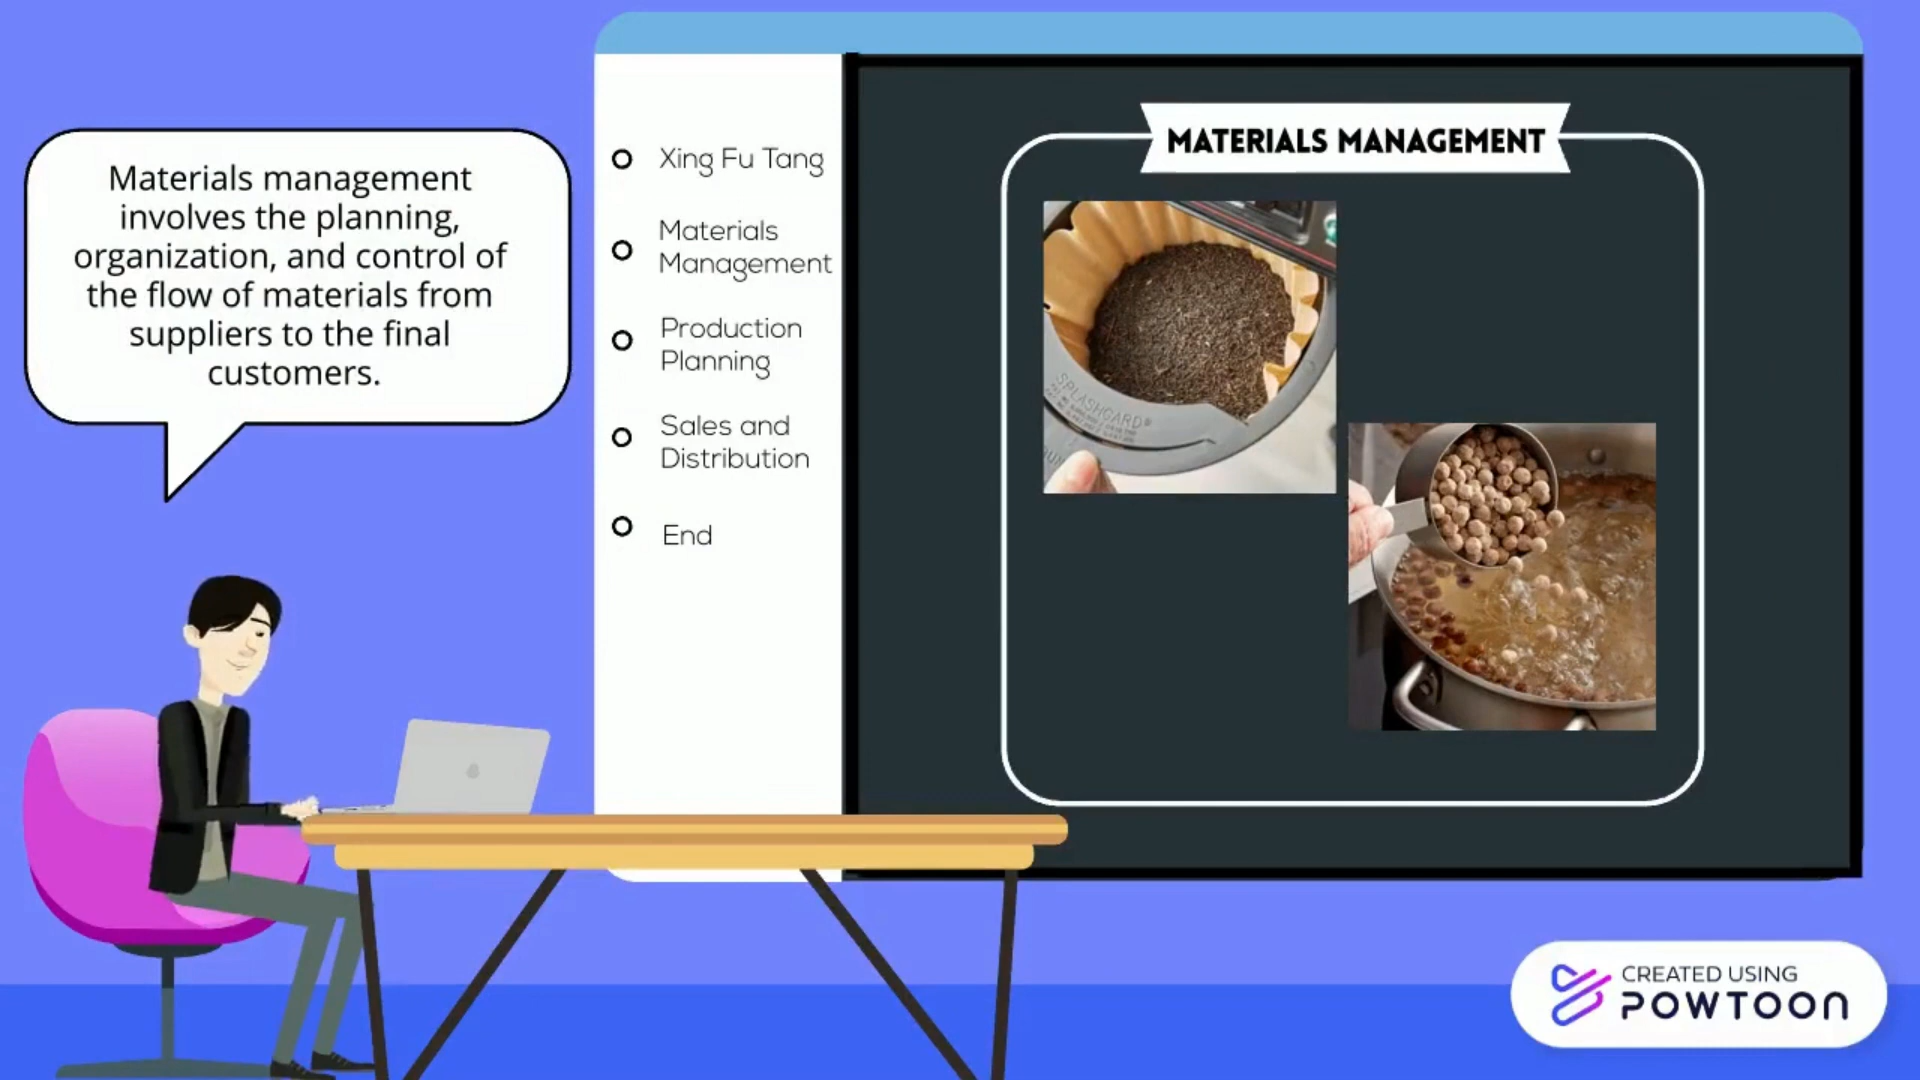 Materials management
involves the planning,
organization, and control of
the flow of materials from
suppliers to the final
customers.
Xing Fu Tang
Materials
Management
Production
Planning
Sales and
Distribution
End
MATERIALS MANAGEMENT
SPLASHGARD®
CREATED USING
POWTOON